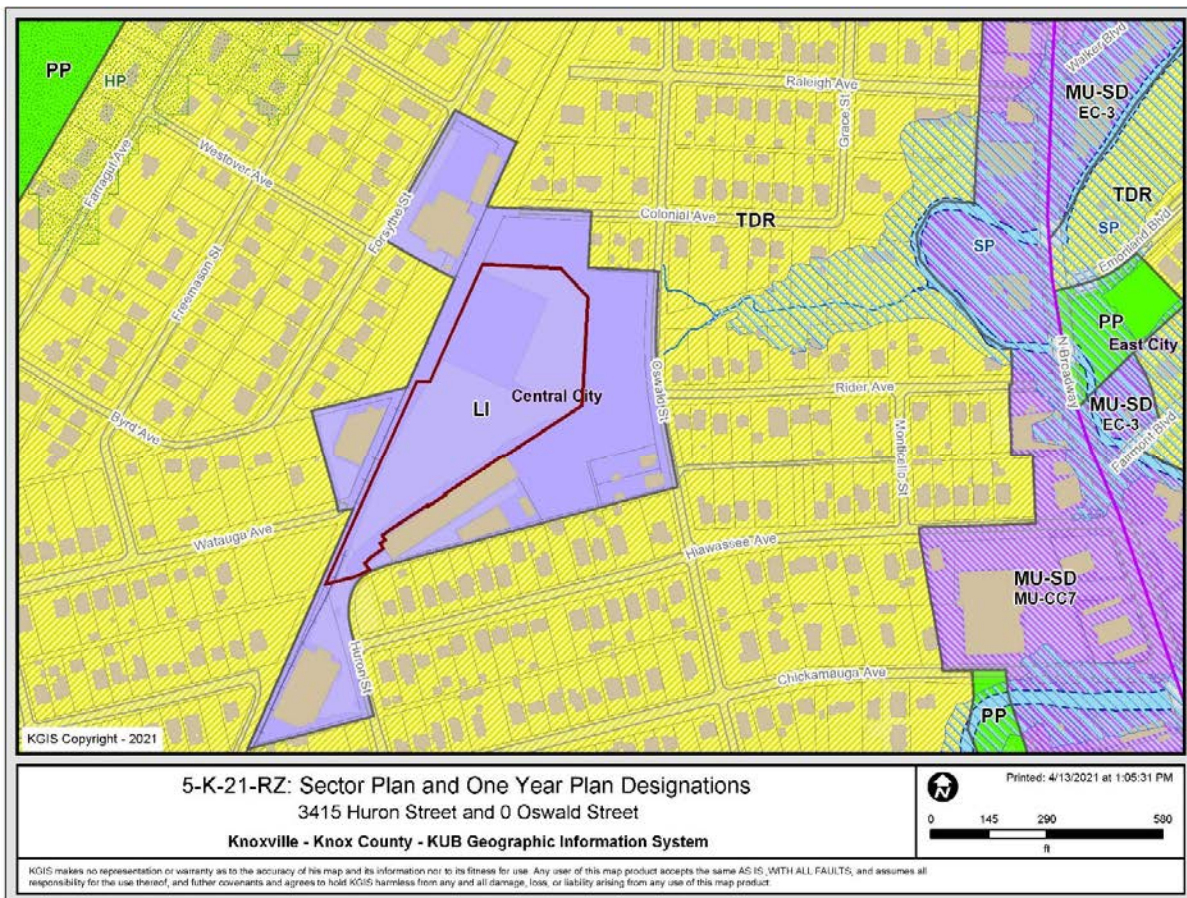 PP
HP
Farragut Ave
Westover Ave
Freemason St
Forsythe St
Byrd Ave
Watauga Ave
Raleigh Ave
Grace St
Colonial Ave
TDR
Walker Blvd
MU-SD
EC-3
TDR
SP
SP
Emoriland Blvd
PP
East City
N Broadway
MU-SD
EC-3
Fairmont Blvd
LI
Central City
Oswald St
Rider Ave
Monticello St
Hiawassee Ave
MU-SD
MU-CC7
Huron St
Chickamauga Ave
PP
KGIS Copyright - 2021
5-K-21-RZ: Sector Plan and One Year Plan Designations
3415 Huron Street and 0 Oswald Street
Knoxville - Knox County - KUB Geographic Information System
N
Printed: 4/13/2021 at 1:05:31 PM
0 145 290 580
ft
KGIS makes no representation or warranty as to the accuracy of his map and its information nor to its fitness for use. Any user of this map product accepts the same AS IS ,WITH ALL FAULTS, and assumes all
responsibility for the use thereof, and futher covenants and agrees to hold KGIS harmless from any and all damage, loss, or liability arising from any use of this map product.